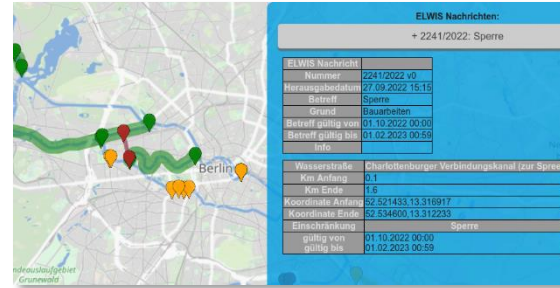 ELWIS Nachrichten:
+ 2241/2022: Sperre
ELWIS Nachricht
Nummer 2241/2022 v0
Herausgabedatum 27.09.2022 15:15
Betreff Sperre
Grund Bauarbeiten
Betreff gültig von 01.10.2022 00:00
Betreff gültig bis 01.02.2023 00:59
Info
Wasserstraße Charlottenburger Verbindungskanal (zur Spree
Km Anfang 0.1
Km Ende 1.6
Koordinate Anfang 52.521433,13.316917
Koordinate Ende 52.534600,13.312233
Einschränkung Sperre
gültig von 01.10.2022 00:00
gültig bis 01.02.2023 00:59
Berlin
Grunewald